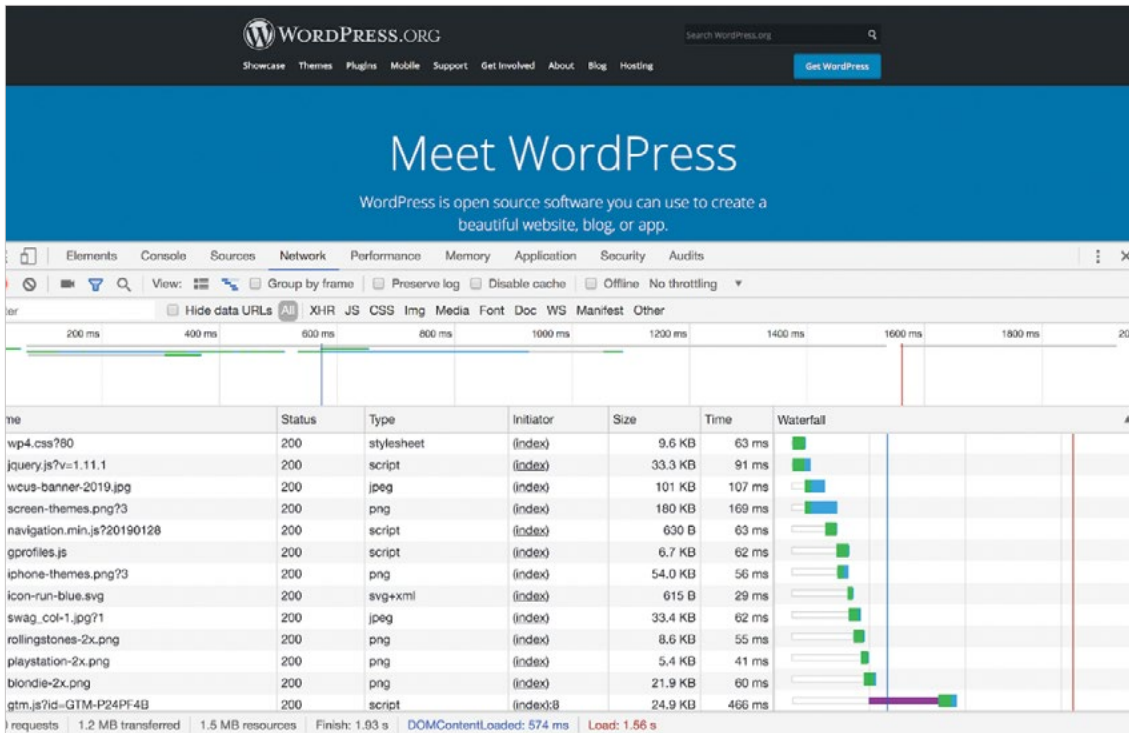 WORDPRESS.ORG
Search WordPress.org
Showcase Themes Plugins Mobile Support Get Involved About Blog Hosting
Get WordPress
Meet WordPress
WordPress is open source software you can use to create a
beautiful website, blog, or app.
Elements Console Sources Network Performance Memory Application Security Audits
View: Group by frame Preserve log Disable cache Offline No throttling
Hide data URLs All XHR JS CSS Img Media Font Doc WS Manifest Other
200 ms 400 ms 600 ms 800 ms 1000 ms 1200 ms 1400 ms 1600 ms 1800 ms 20
me Status Type Initiator Size Time Waterfall
wp4.css?80 200 stylesheet (index) 9.6 KB 63 ms
jquery.js?v=1.11.1 200 script (index) 33.3 KB 91 ms
wcus-banner-2019.jpg 200 jpeg (index) 101 KB 107 ms
screen-themes.png?3 200 png (index) 180 KB 169 ms
navigation.min.js?20190128 200 script (index) 630 B 63 ms
gprofiles.js 200 script (index) 6.7 KB 62 ms
iphone-themes.png?3 200 png (index) 54.0 KB 56 ms
icon-run-blue.svg 200 svg+xml (index) 615 B 29 ms
swag_col-1.jpg?1 200 jpeg (index) 33.4 KB 62 ms
rollingstones-2x.png 200 png (index) 8.6 KB 55 ms
playstation-2x.png 200 png (index) 5.4 KB 41 ms
blondie-2x.png 200 png (index) 21.9 KB 60 ms
gtm.js?id=GTM-P24PF4B 200 script (index):8 24.9 KB 466 ms
requests 1.2 MB transferred 1.5 MB resources Finish: 1.93 s DOMContentLoaded: 574 ms Load: 1.56 s